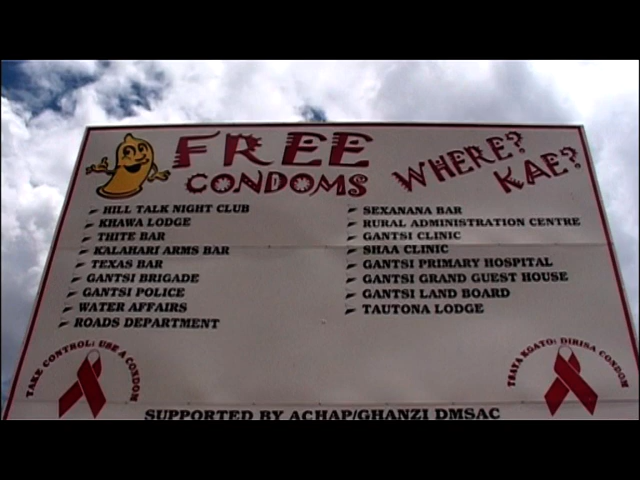 FREE
CONDOMS
WHERE?
KAE?
HILL TALK NIGHT CLUB
KHAWA LODGE
THITE BAR
KALAHARI ARMS BAR
TEXAS BAR
GANTSI BRIGADE
GANTSI POLICE
WATER AFFAIRS
ROADS DEPARTMENT
SEXANANA BAR
RURAL ADMINISTRATION CENTRE
GANTSI CLINIC
SHAA CLINIC
GANTSI PRIMARY HOSPITAL
GANTSI GRAND GUEST HOUSE
GANTSI LAND BOARD
TAUTONA LODGE
TAKE CONTROL: USE A CONDOM
TSAYA KGATO: DIRISA CONDOM
SUPPORTED BY ACHAP/GHANZI DMSAC